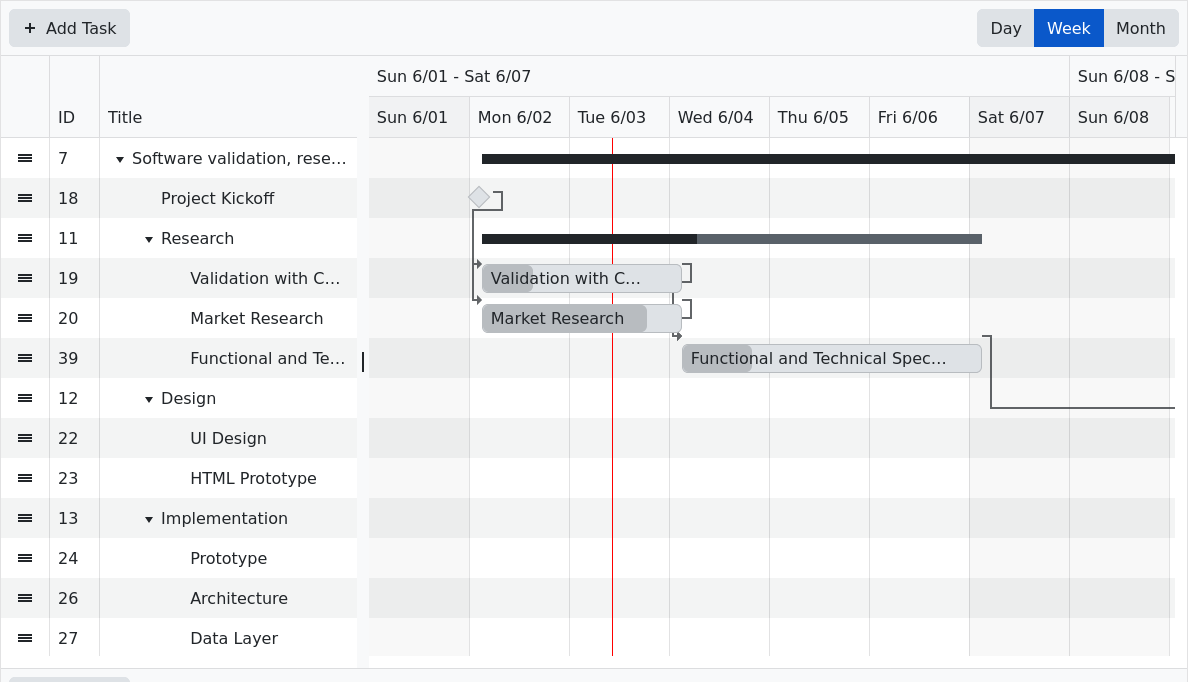 + Add Task
Day Week Month
Sun 6/01 - Sat 6/07 Sun 6/08 - S
ID Title Sun 6/01 Mon 6/02 Tue 6/03 Wed 6/04 Thu 6/05 Fri 6/06 Sat 6/07 Sun 6/08
7 Software validation, rese…
18 Project Kickoff
11 Research
19 Validation with C… Validation with C…
20 Market Research Market Research
39 Functional and Te… Functional and Technical Spec…
12 Design
22 UI Design
23 HTML Prototype
13 Implementation
24 Prototype
26 Architecture
27 Data Layer